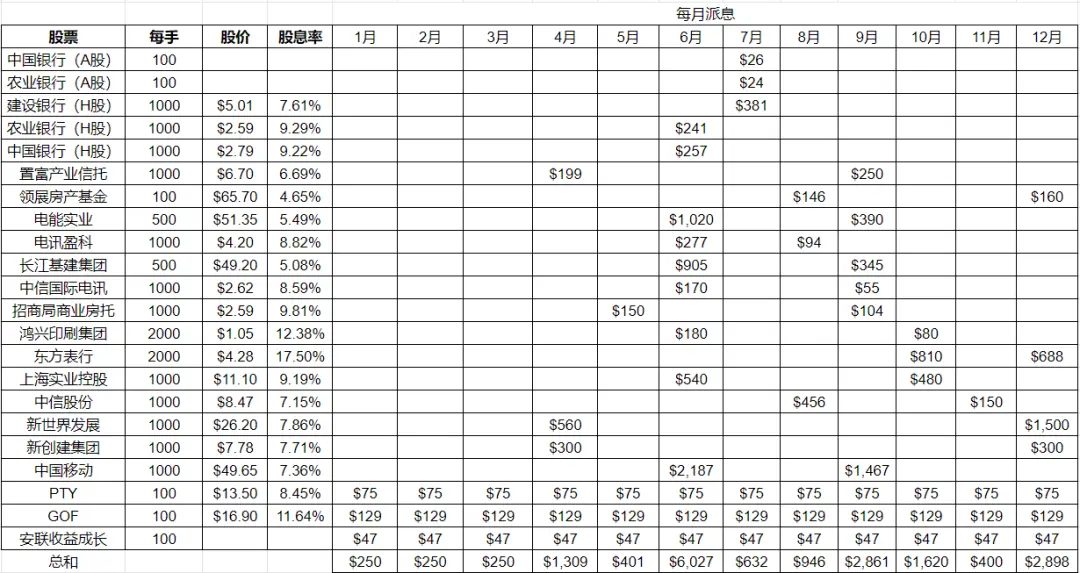 每月派息
股票 每手 股价 股息率 1月 2月 3月 4月 5月 6月 7月 8月 9月 10月 11月 12月
中国银行（A股） 100 $26
农业银行（A股） 100 $24
建设银行（H股） 1000 $5.01 7.61% $381
农业银行（H股） 1000 $2.59 9.29% $241
中国银行（H股） 1000 $2.79 9.22% $257
置富产业信托 1000 $6.70 6.69% $199 $250
领展房产基金 100 $65.70 4.65% $146 $160
电能实业 500 $51.35 5.49% $1,020 $390
电讯盈科 1000 $4.20 8.82% $277 $94
长江基建集团 500 $49.20 5.08% $905 $345
中信国际电讯 1000 $2.62 8.59% $170 $55
招商局商业房托 1000 $2.59 9.81% $150 $104
鸿兴印刷集团 2000 $1.05 12.38% $180 $80
东方表行 2000 $4.28 17.50% $810 $688
上海实业控股 1000 $11.10 9.19% $540 $480
中信股份 1000 $8.47 7.15% $456 $150
新世界发展 1000 $26.20 7.86% $560 $1,500
新创建集团 1000 $7.78 7.71% $300 $300
中国移动 1000 $49.65 7.36% $2,187 $1,467
PTY 100 $13.50 8.45% $75 $75 $75 $75 $75 $75 $75 $75 $75 $75 $75 $75
GOF 100 $16.90 11.64% $129 $129 $129 $129 $129 $129 $129 $129 $129 $129 $129 $129
安联收益成长 100 $47 $47 $47 $47 $47 $47 $47 $47 $47 $47 $47 $47
总和 $250 $250 $250 $1,309 $401 $6,027 $632 $946 $2,861 $1,620 $400 $2,898